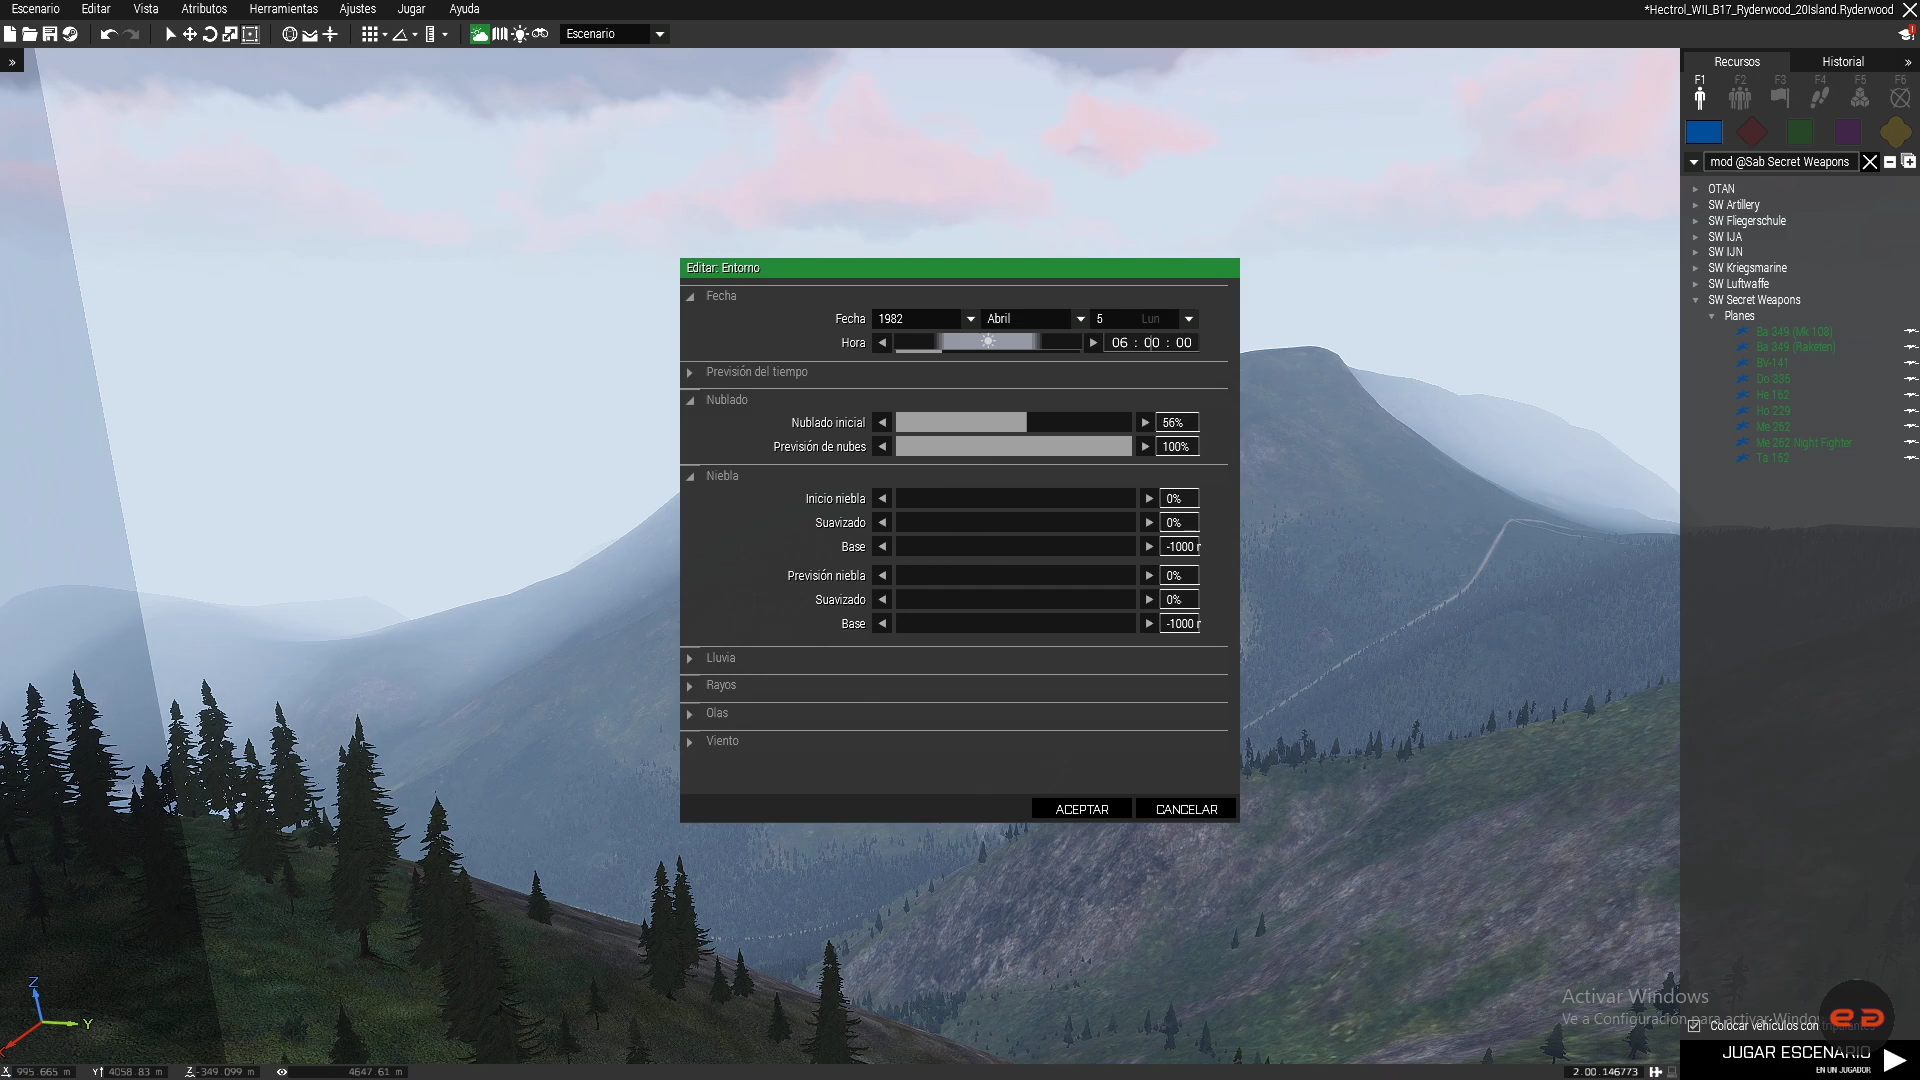 Escenario Editar Vista Atributos Herramientas Ajustes Jugar Ayuda
*Hectrol_WII_B17_Ryderwood_20Island.Ryderwood
Escenario
»
Recursos Historial »
F1 F2 F3 F4 F5 F6
mod @Sab Secret Weapons
OTAN
SW Artillery
SW Fliegerschule
SW IJA
SW IJN
SW Kriegsmarine
SW Luftwaffe
SW Secret Weapons
Planes
Ba 349 (Mk 108)
Ba 349 (Raketen)
BV-141
Do 335
He 162
Ho 229
Me 262
Me 262 Night Fighter
Ta 152
Editar: Entorno
Fecha
Fecha 1982 Abril 5 Lun
Hora 06 : 00 : 00
Previsión del tiempo
Nublado
Nublado inicial 56%
Previsión de nubes 100%
Niebla
Inicio niebla 0%
Suavizado 0%
Base -1000
Previsión niebla 0%
Suavizado 0%
Base -1000
Lluvia
Rayos
Olas
Viento
ACEPTAR CANCELAR
Z
Y
Activar Windows
Ve a Configuración para activar Windo
Colocar vehículos con tripulantes
JUGAR ESCENARIO
EN UN JUGADOR
X 995.665 m Y 4058.83 m Z -349.099 m 4647.61 m
2.00.146773